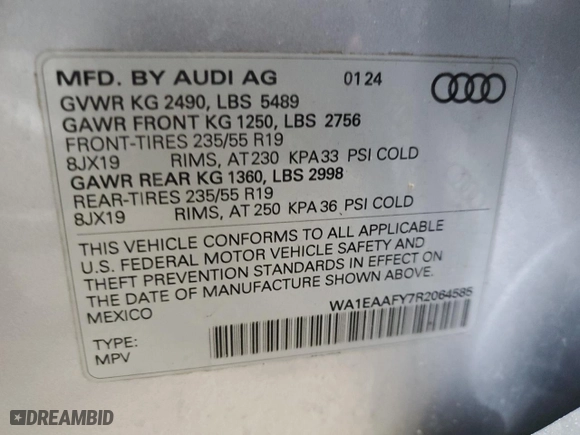 MFD. BY AUDI AG 0124
GVWR KG 2490, LBS 5489
GAWR FRONT KG 1250, LBS 2756
FRONT-TIRES 235/55 R19
8JX19 RIMS, AT 230 KPA 33 PSI COLD
GAWR REAR KG 1360, LBS 2998
REAR-TIRES 235/55 R19
8JX19 RIMS, AT 250 KPA 36 PSI COLD
THIS VEHICLE CONFORMS TO ALL APPLICABLE
U.S. FEDERAL MOTOR VEHICLE SAFETY AND
THEFT PREVENTION STANDARDS IN EFFECT ON
THE DATE OF MANUFACTURE SHOWN ABOVE.
MEXICO
WA1EAAFY7R2064585
TYPE:
MPV
DREAMBID